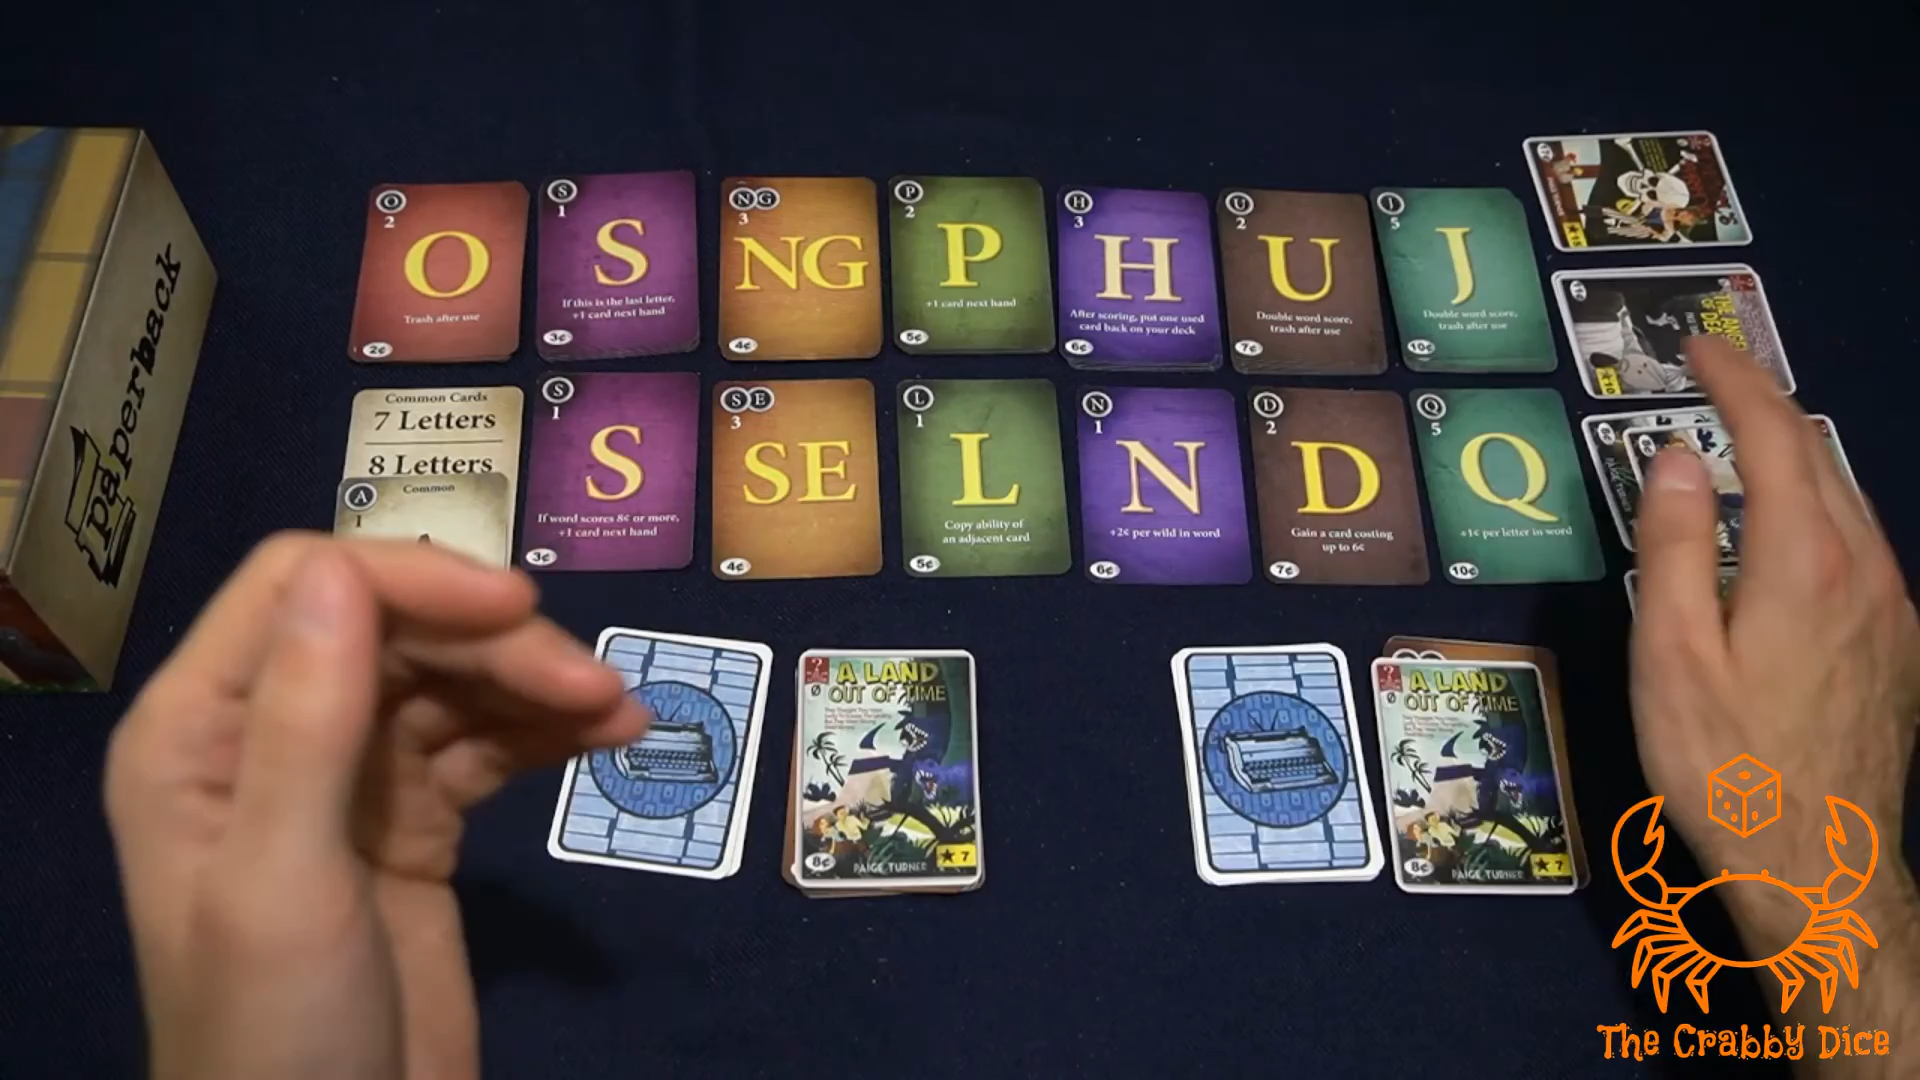 paperback
O
2
O
Trash after use
2¢
S
1
S
If this is the last letter,
+1 card next hand
3¢
N G
3
NG
4¢
P
2
P
+1 card next hand
5¢
H
3
H
After scoring, put one used
card back on your deck
6¢
U
2
U
Double word score,
trash after use
7¢
J
5
J
Double word score,
trash after use
10¢
Common Cards
7 Letters
8 Letters
A
1
Common
S
1
S
If word scores 8¢ or more,
+1 card next hand
3¢
S E
3
SE
4¢
L
1
L
Copy ability of
an adjacent card
5¢
N
1
N
+2¢ per wild in word
6¢
D
2
D
Gain a card costing
up to 6¢
7¢
Q
5
Q
+1¢ per letter in word
10¢
?
0
A LAND
OUT OF TIME
8¢
PAIGE TURNER
★ 7
?
0
A LAND
OUT OF TIME
8¢
PAIGE TURNER
★ 7
The Crabby Dice